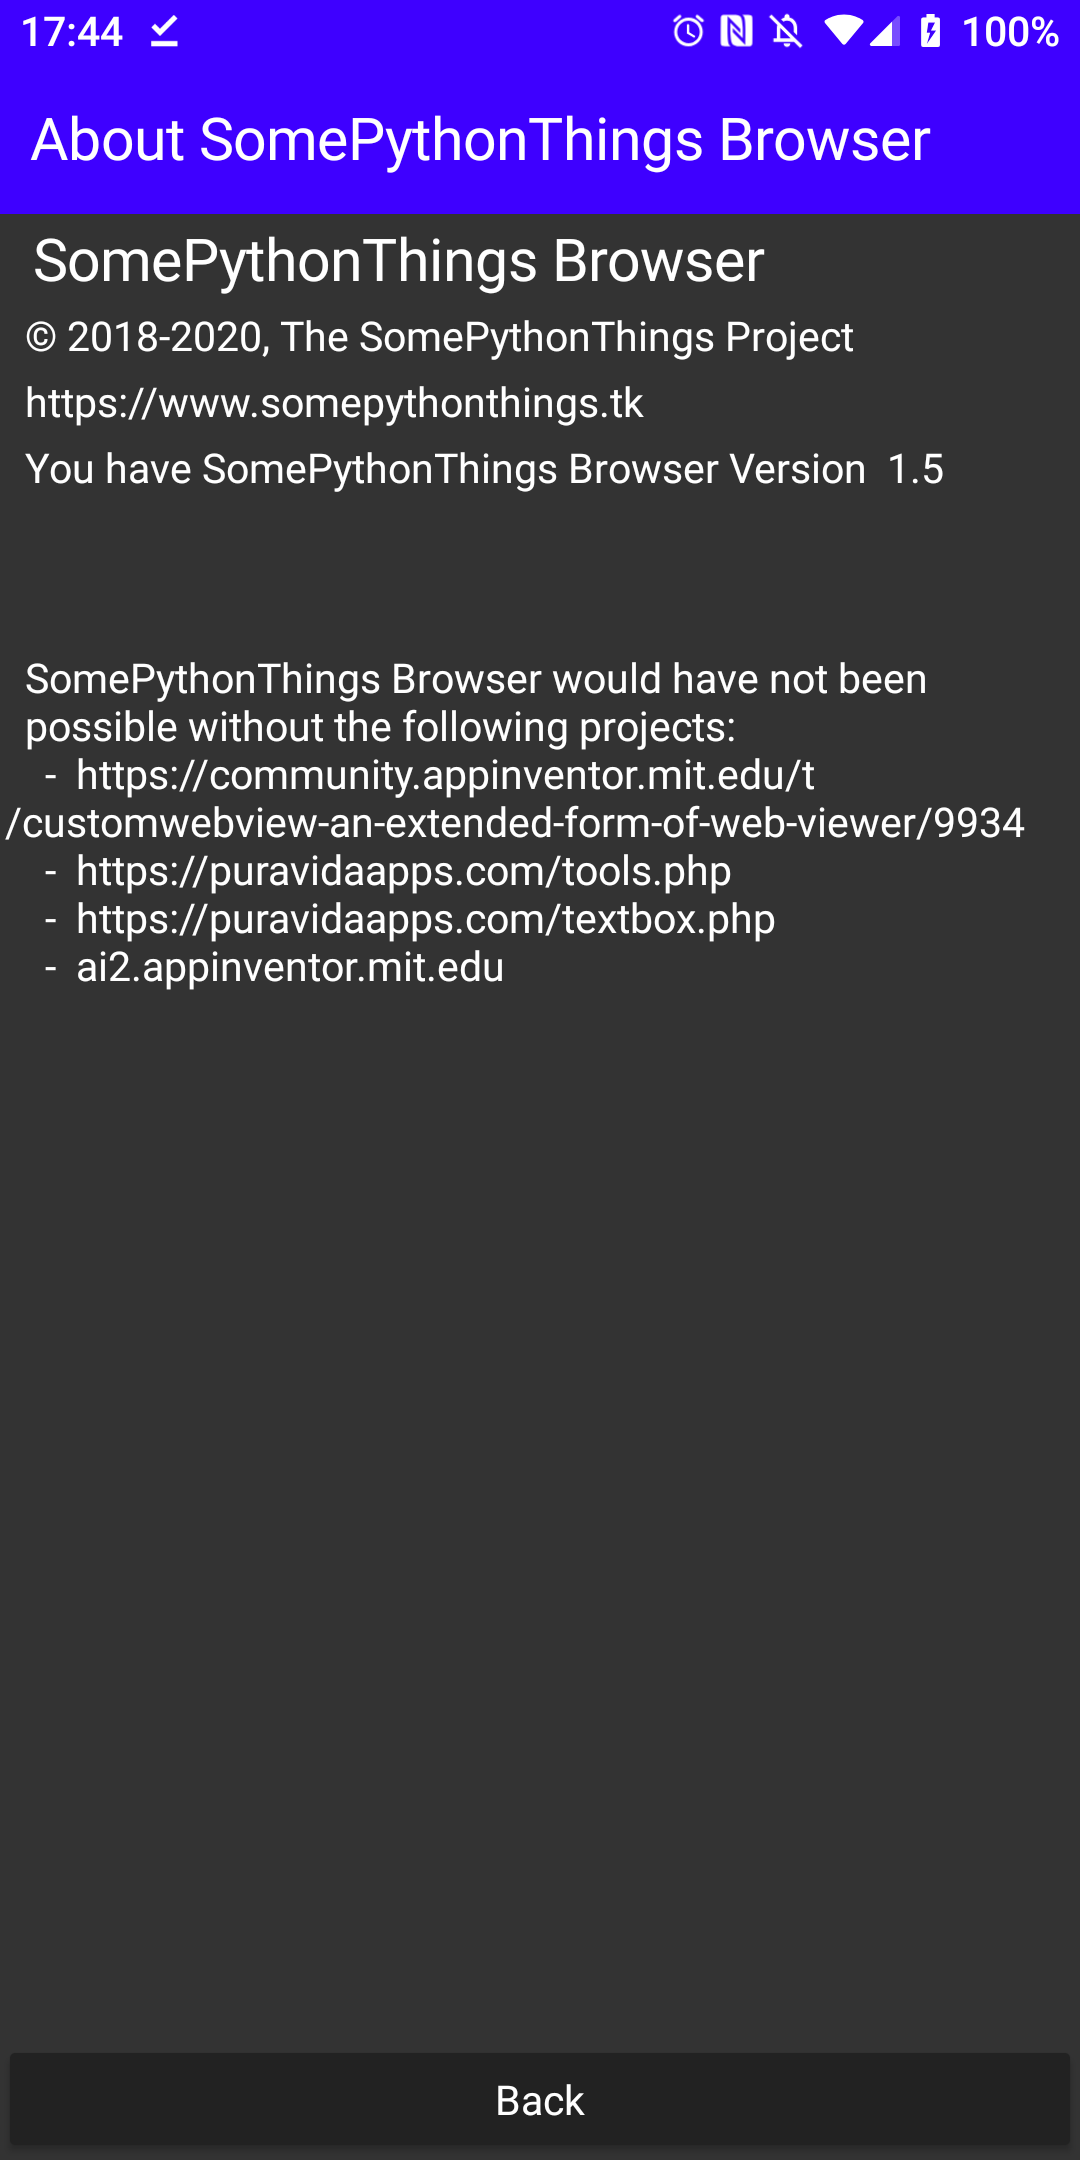 17:44 100%
About SomePythonThings Browser
SomePythonThings Browser
© 2018-2020, The SomePythonThings Project
https://www.somepythonthings.tk
You have SomePythonThings Browser Version  1.5
SomePythonThings Browser would have not been
possible without the following projects:
- https://community.appinventor.mit.edu/t
/customwebview-an-extended-form-of-web-viewer/9934
- https://puravidaapps.com/tools.php
- https://puravidaapps.com/textbox.php
- ai2.appinventor.mit.edu
Back